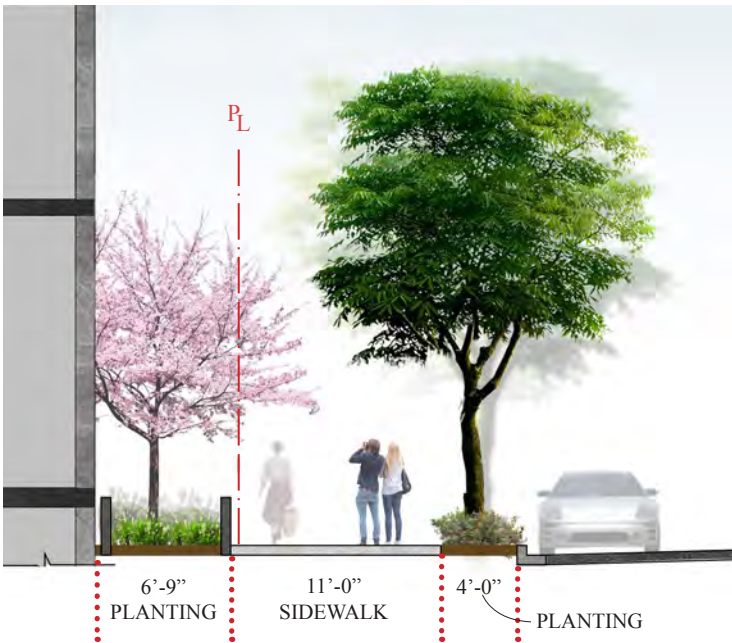 PL
6’-9”
PLANTING
11’-0”
SIDEWALK
4’-0”
PLANTING